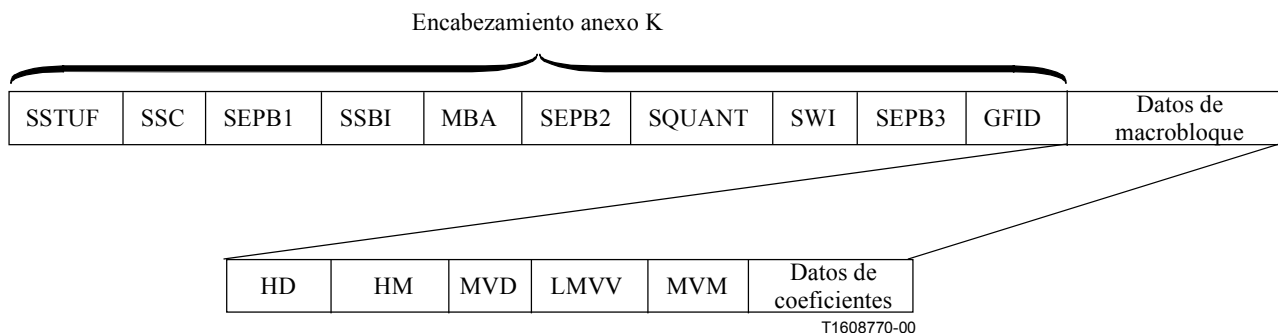 Encabezamiento anexo K
SSTUF SSC SEPB1 SSBI MBA SEPB2 SQUANT SWI SEPB3 GFID Datos de
macrobloque
HD HM MVD LMVV MVM Datos de
coeficientes
T1608770-00